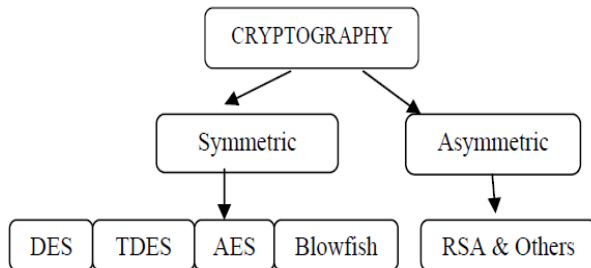 CRYPTOGRAPHY
Symmetric
Asymmetric
DES TDES AES Blowfish RSA & Others